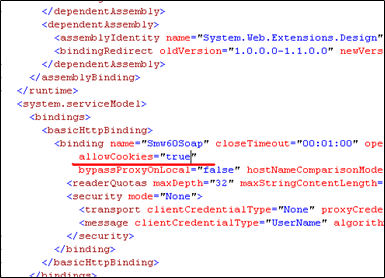 </dependentAssembly>
<dependentAssembly>
<assemblyIdentity name="System.Web.Extensions.Design"
<bindingRedirect oldVersion="1.0.0.0-1.1.0.0" newVers
</dependentAssembly>
</assemblyBinding>
</runtime>
<system.serviceModel>
<bindings>
<basicHttpBinding>
<binding name="Smw60Soap" closeTimeout="00:01:00" ope
allowCookies="true"
bypassProxyOnLocal="false" hostNameComparisonMode
<readerQuotas maxDepth="32" maxStringContentLength=
<security mode="None">
<transport clientCredentialType="None" proxyCrede
<message clientCredentialType="UserName" algorith
</security>
</binding>
</basicHttpBinding>
</bindings>